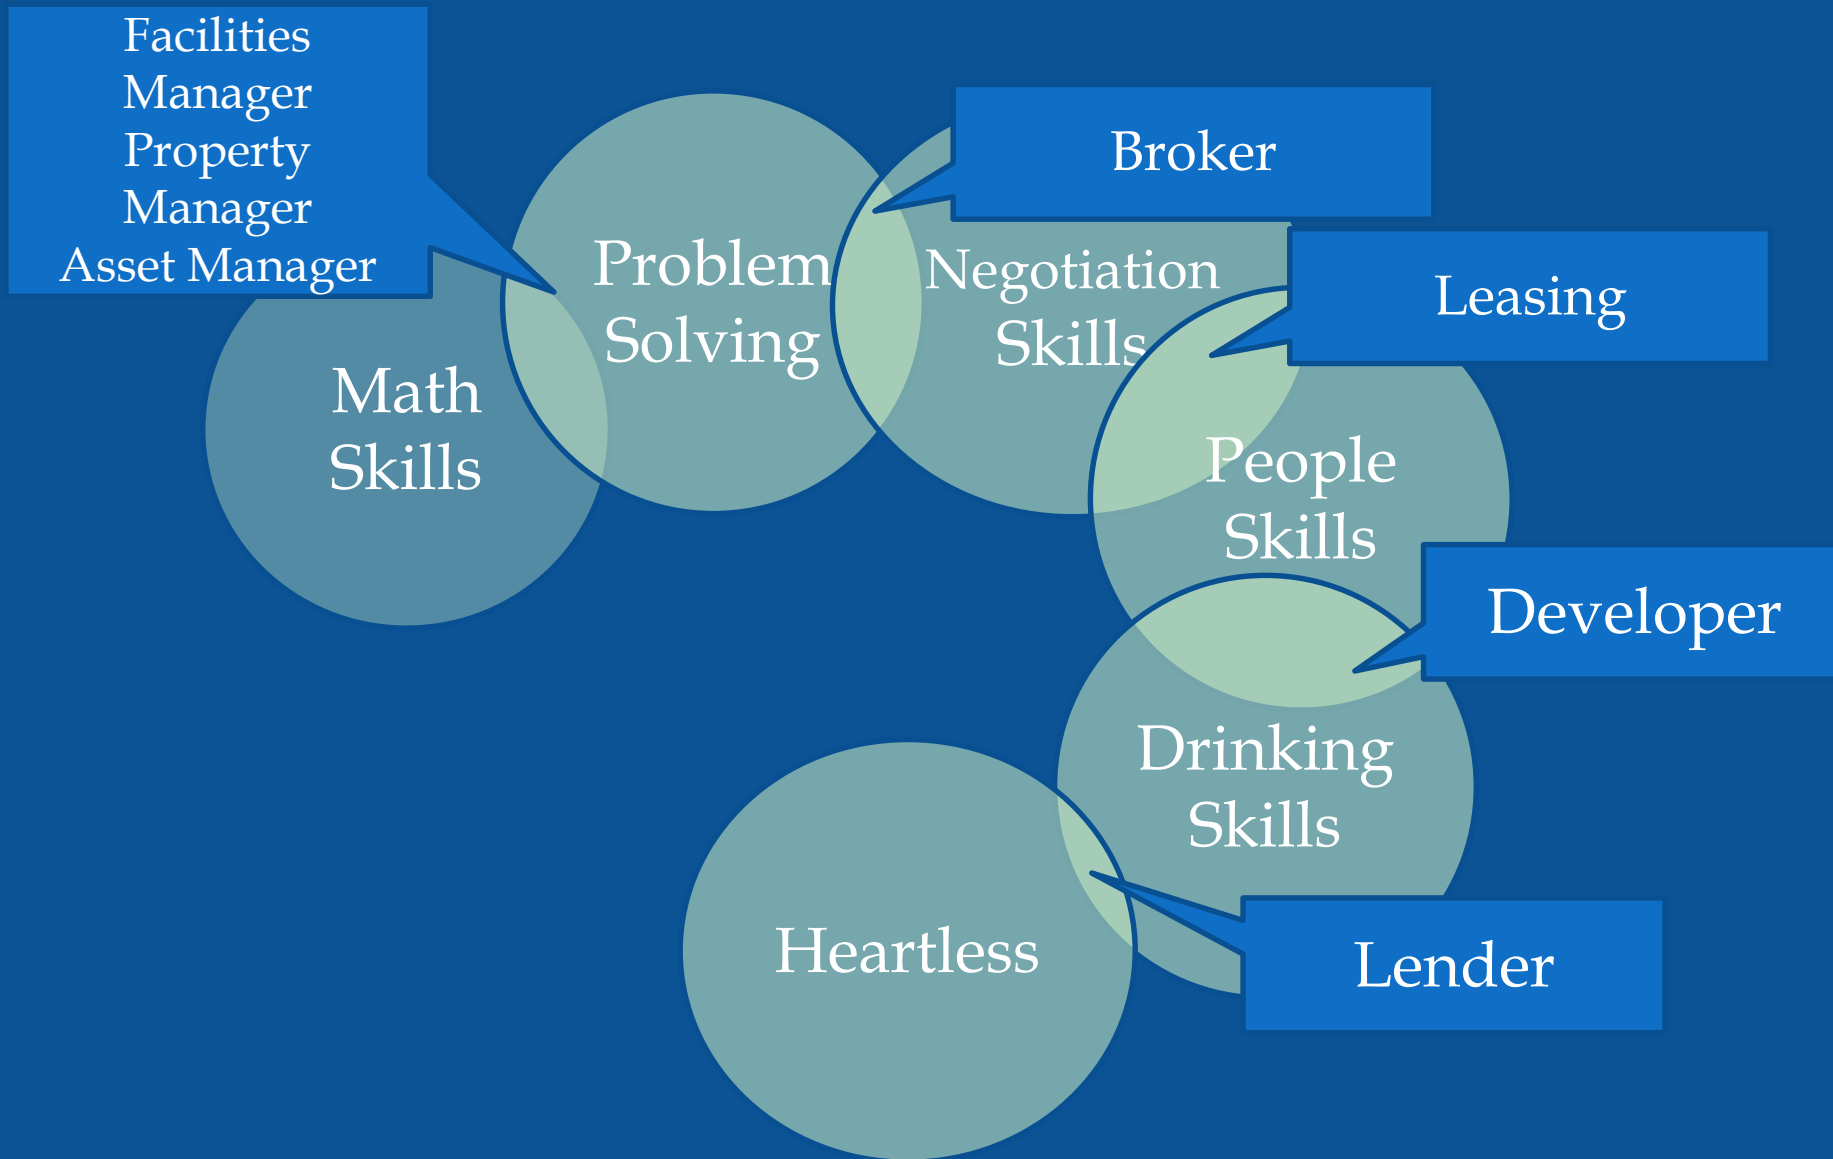 Facilities
Manager
Property
Manager
Asset Manager
Broker
Problem
Solving
Negotiation
Skills
Leasing
Math
Skills
People
Skills
Developer
Drinking
Skills
Heartless
Lender